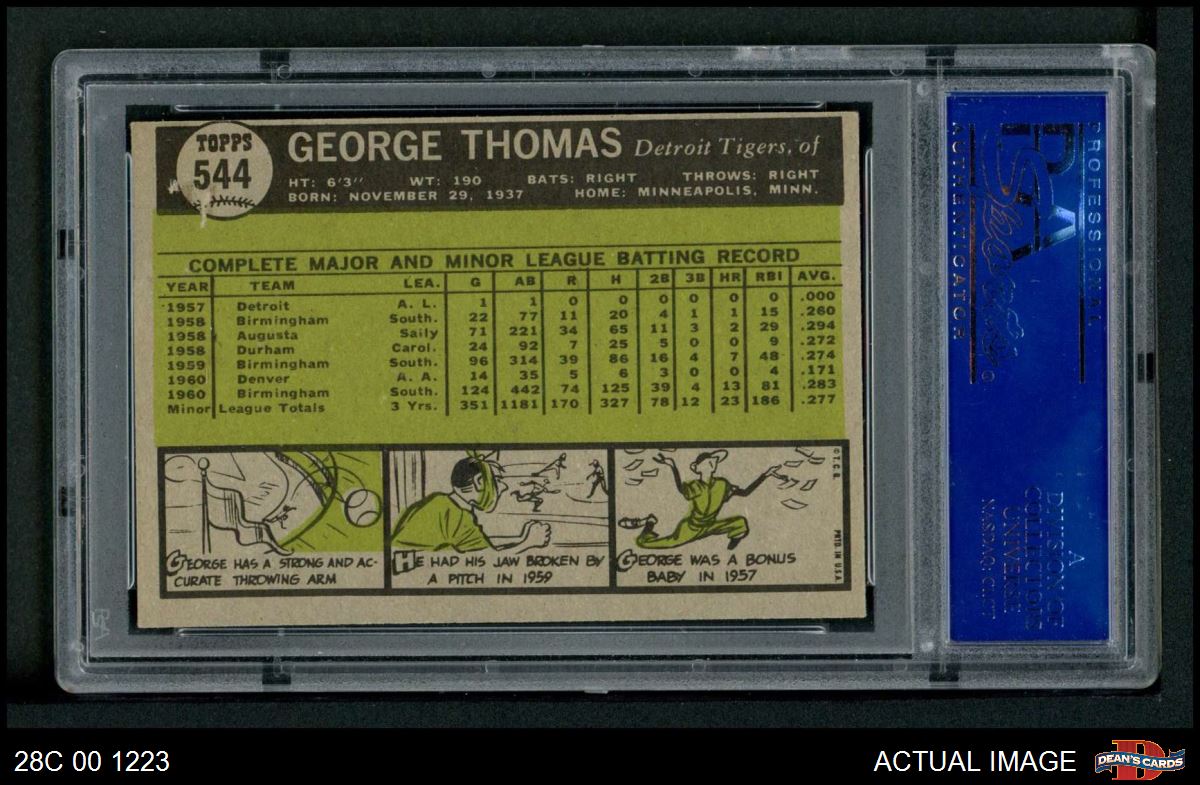 TOPPS
544
GEORGE THOMAS Detroit Tigers, of
HT: 6'3" WT: 190 BATS: RIGHT THROWS: RIGHT
BORN: NOVEMBER 29, 1937 HOME: MINNEAPOLIS, MINN.
COMPLETE MAJOR AND MINOR LEAGUE BATTING RECORD
YEAR TEAM LEA. G AB R H 2B 3B HR RBI AVG.
1957 Detroit A. L. 1 1 0 0 0 0 0 0 .000
1958 Birmingham South. 22 77 11 20 4 1 1 15 .260
1958 Augusta Saily 71 221 34 65 11 3 2 29 .294
1958 Durham Carol. 24 92 7 25 5 0 0 9 .272
1959 Birmingham South. 96 314 39 86 16 4 7 48 .274
1960 Denver A. A. 14 35 5 6 3 0 0 4 .171
1960 Birmingham South. 124 442 74 125 39 4 13 81 .283
Minor League Totals 3 Yrs. 351 1181 170 327 78 12 23 186 .277
GEORGE HAS A STRONG AND AC-
CURATE THROWING ARM
HE HAD HIS JAW BROKEN BY
A PITCH IN 1959
GEORGE WAS A BONUS
BABY IN 1957
© T.C.G.
PRTD IN U.S.A.
PROFESSIONAL
PSA
AUTHENTICATOR
A
DIVISION OF
COLLECTORS
UNIVERSE
NASDAQ: CLCT
PSA
28C 00 1223
ACTUAL IMAGE
DEAN'S CARDS